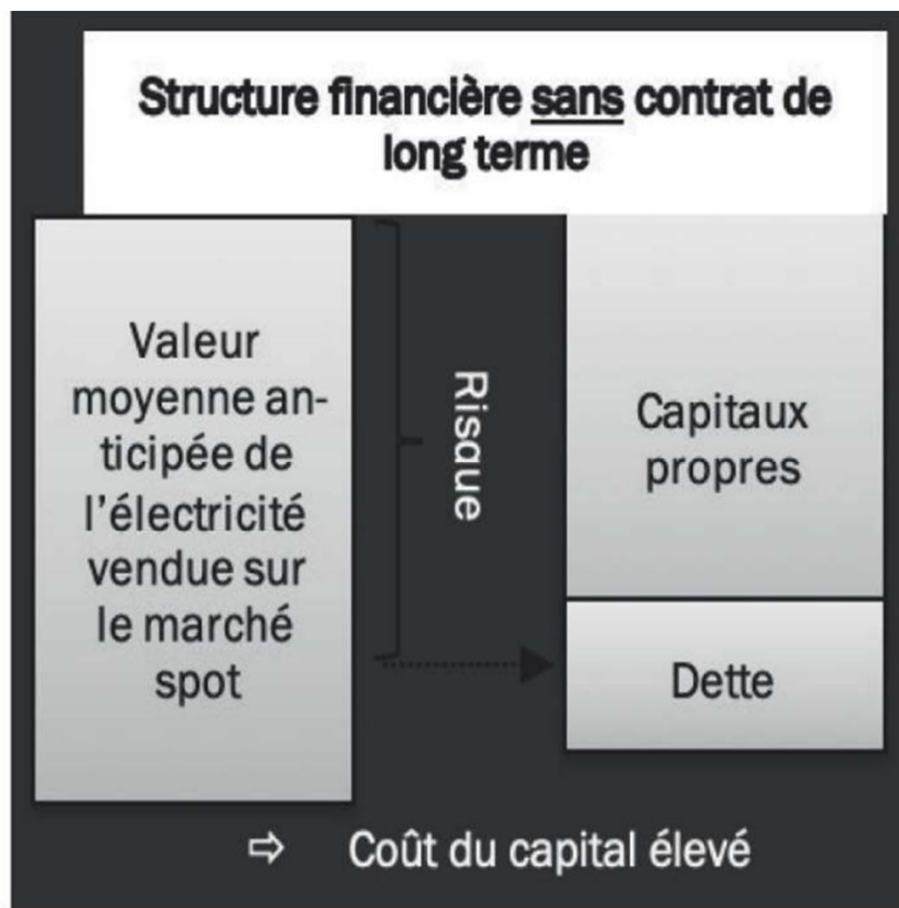 Structure financière sans contrat de
long terme
Valeur
moyenne an-
ticipée de
l'électricité
vendue sur
le marché
spot
Risque
Capitaux
propres
Dette
⇨ Coût du capital élevé